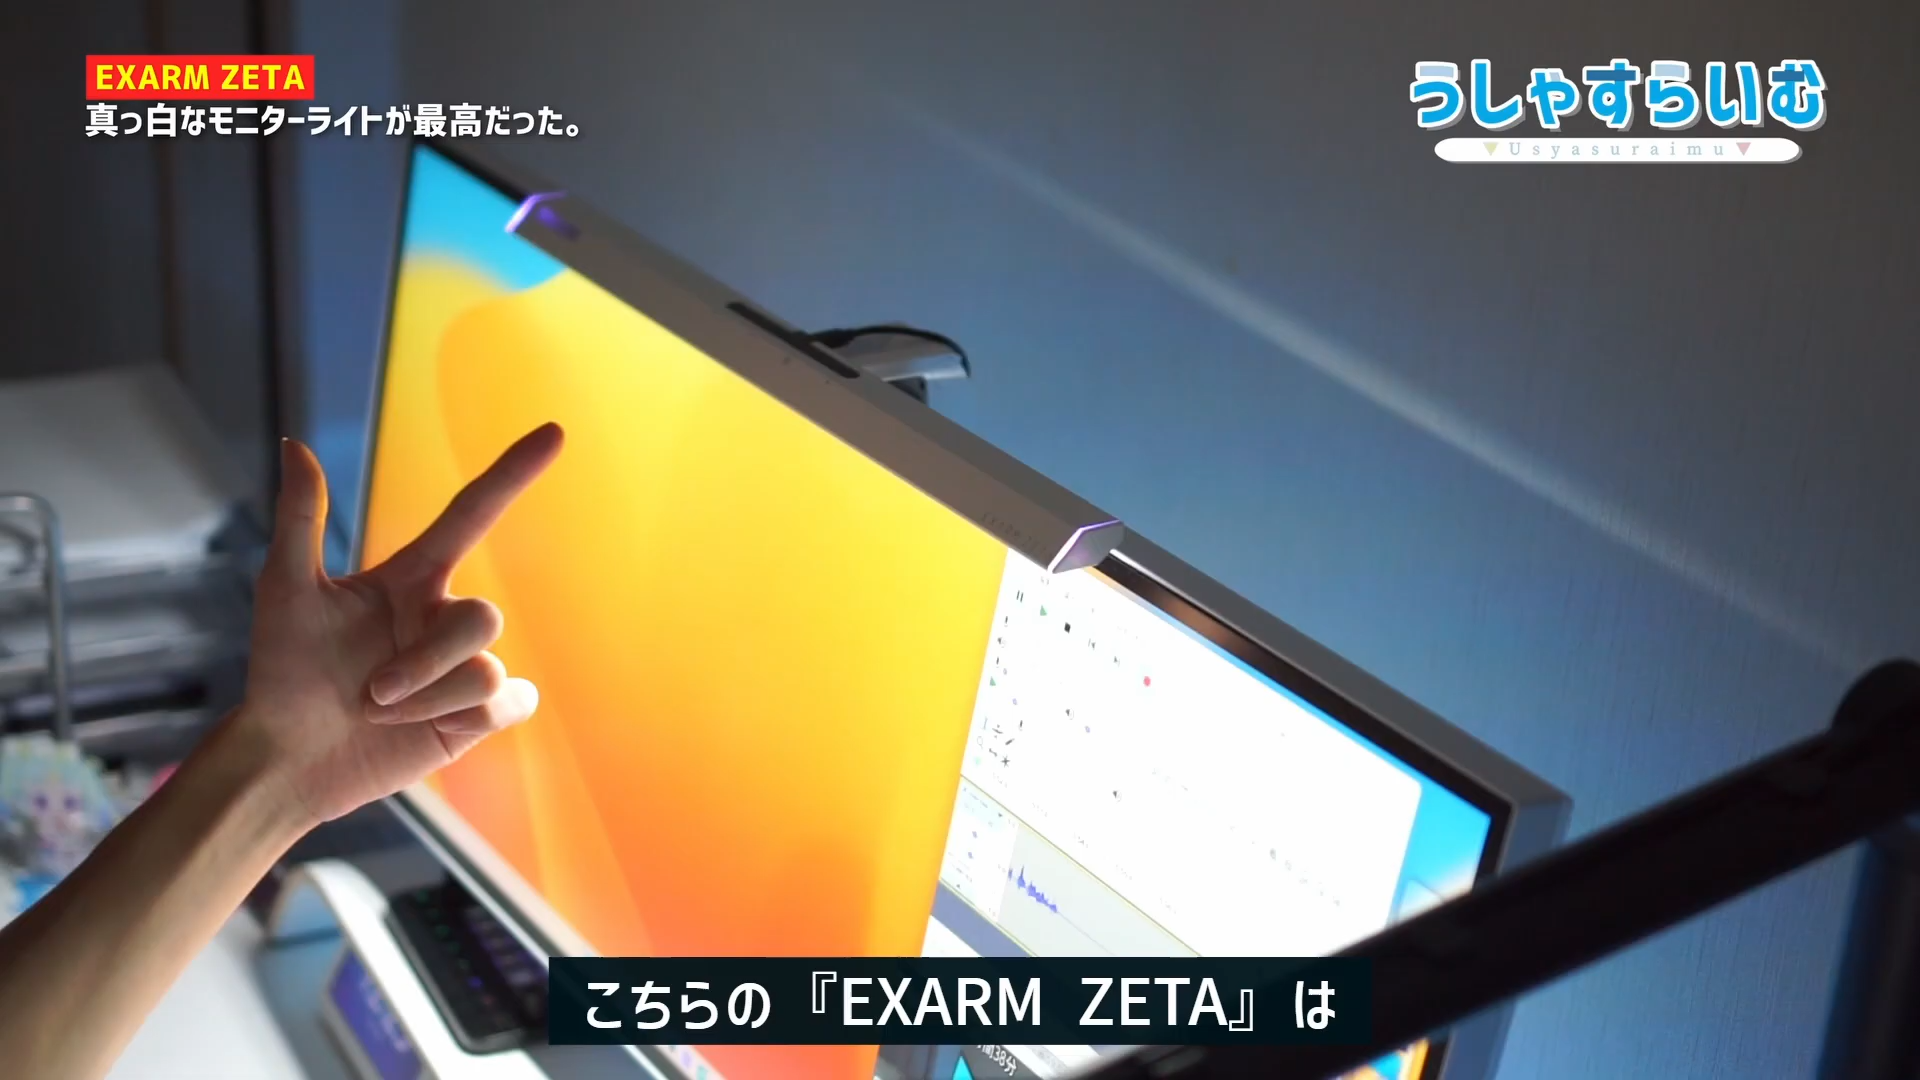 EXARM ZETA
真っ白なモニターライトが最高だった。
うしゃすらいむ
Usyasuraimu
こちらの『EXARM ZETA』は